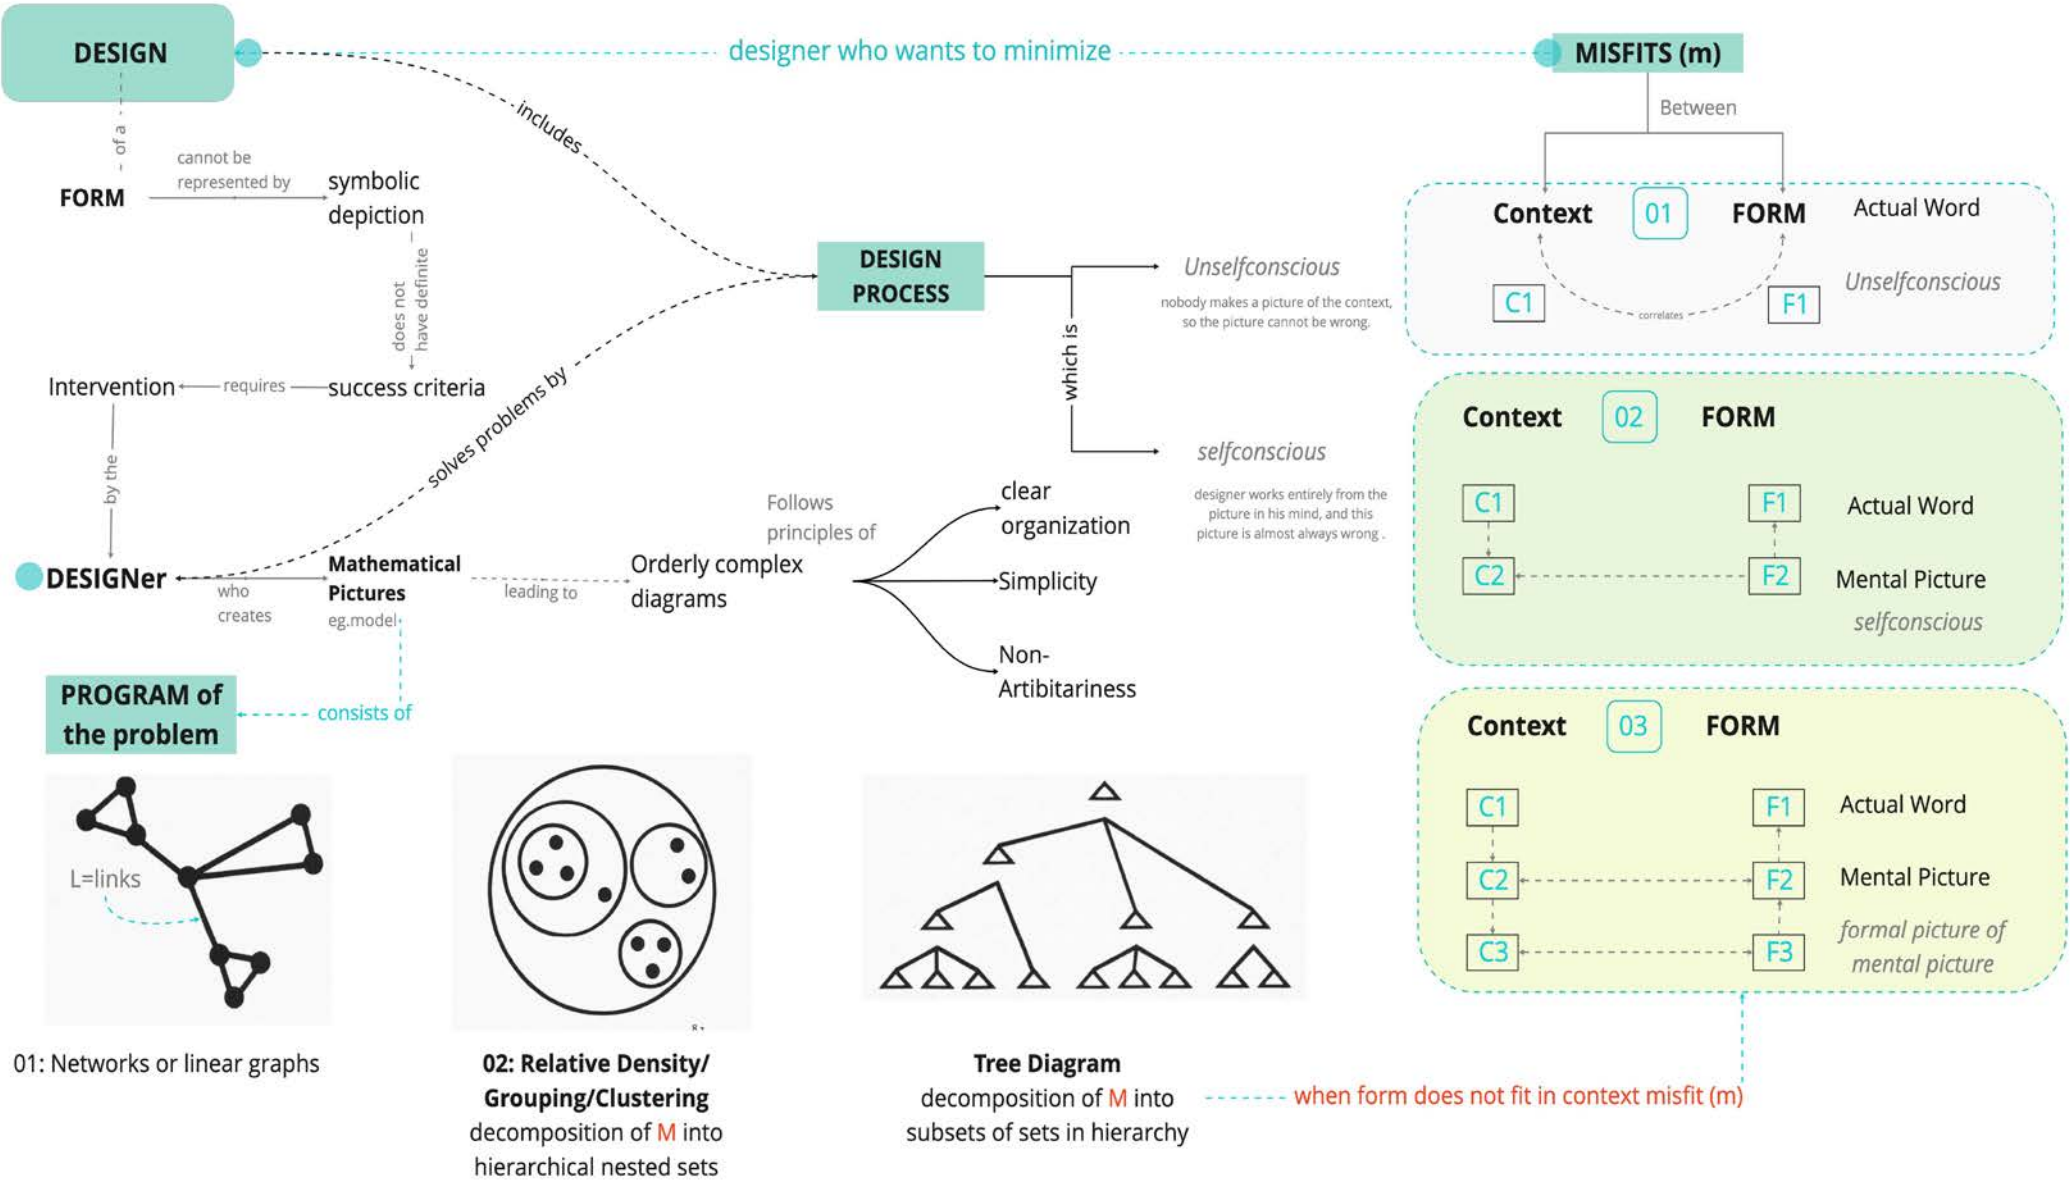 DESIGN
designer who wants to minimize
MISFITS (m)
Between
of a
includes
cannot be
represented by
FORM
symbolic
depiction
does not
have definite
Intervention
requires
success criteria
by the
solves problems by
DESIGN
PROCESS
which is
Unselfconscious
nobody makes a picture of the context,
so the picture cannot be wrong.
selfconscious
designer works entirely from the
picture in his mind, and this
picture is almost always wrong .
DESIGNer
who
creates
Mathematical
Pictures
eg.model
leading to
Orderly complex
diagrams
Follows
principles of
clear
organization
Simplicity
Non-
Artibitariness
PROGRAM of
the problem
consists of
L=links
01: Networks or linear graphs
02: Relative Density/
Grouping/Clustering
decomposition of M into
hierarchical nested sets
Tree Diagram
decomposition of M into
subsets of sets in hierarchy
when form does not fit in context misfit (m)
Context 01 FORM Actual Word
Unselfconscious
C1 F1
correlates
Context 02 FORM
C1 F1 Actual Word
C2 F2 Mental Picture
selfconscious
Context 03 FORM
C1 F1 Actual Word
C2 F2 Mental Picture
C3 F3
formal picture of
mental picture